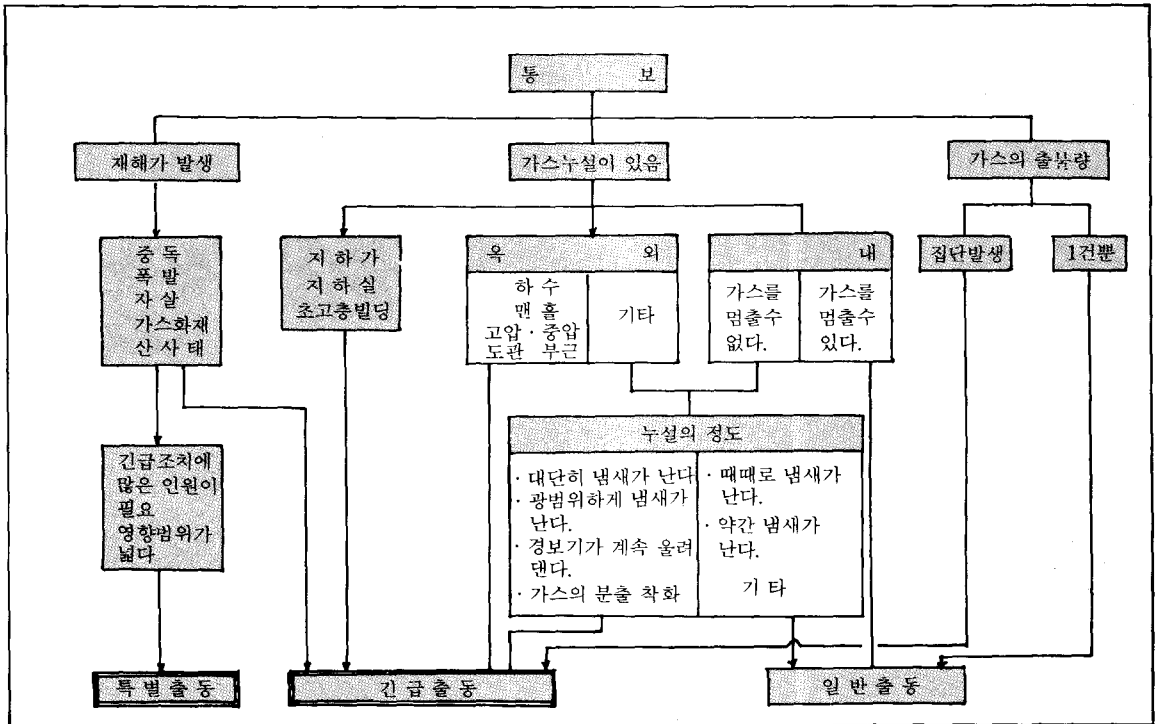 통 보
재해가 발생
가스누설이 있음
가스의 출불량
중 독
폭 발
자 살
가스화재
산 사 태
지 하 가
지 하 실
초고층빌딩
옥 외
하 수
맨 홀
고압 · 중압
도관 부근
기타
내
가스를
멈출수
없다.
가스를
멈출수
있다.
집단발생
1건뿐
긴급조치에
많은 인원이
필요
영향범위가
넓다
누설의 정도
· 대단히 냄새가 난다
· 광범위하게 냄새가
난다.
· 경보기가 계속 울려
댄다.
· 가스의 분출 착화
· 때때로 냄새가
난다.
· 약간 냄새가
난다.
기 타
특 별 출 동
긴 급 출 동
일 반 출 동